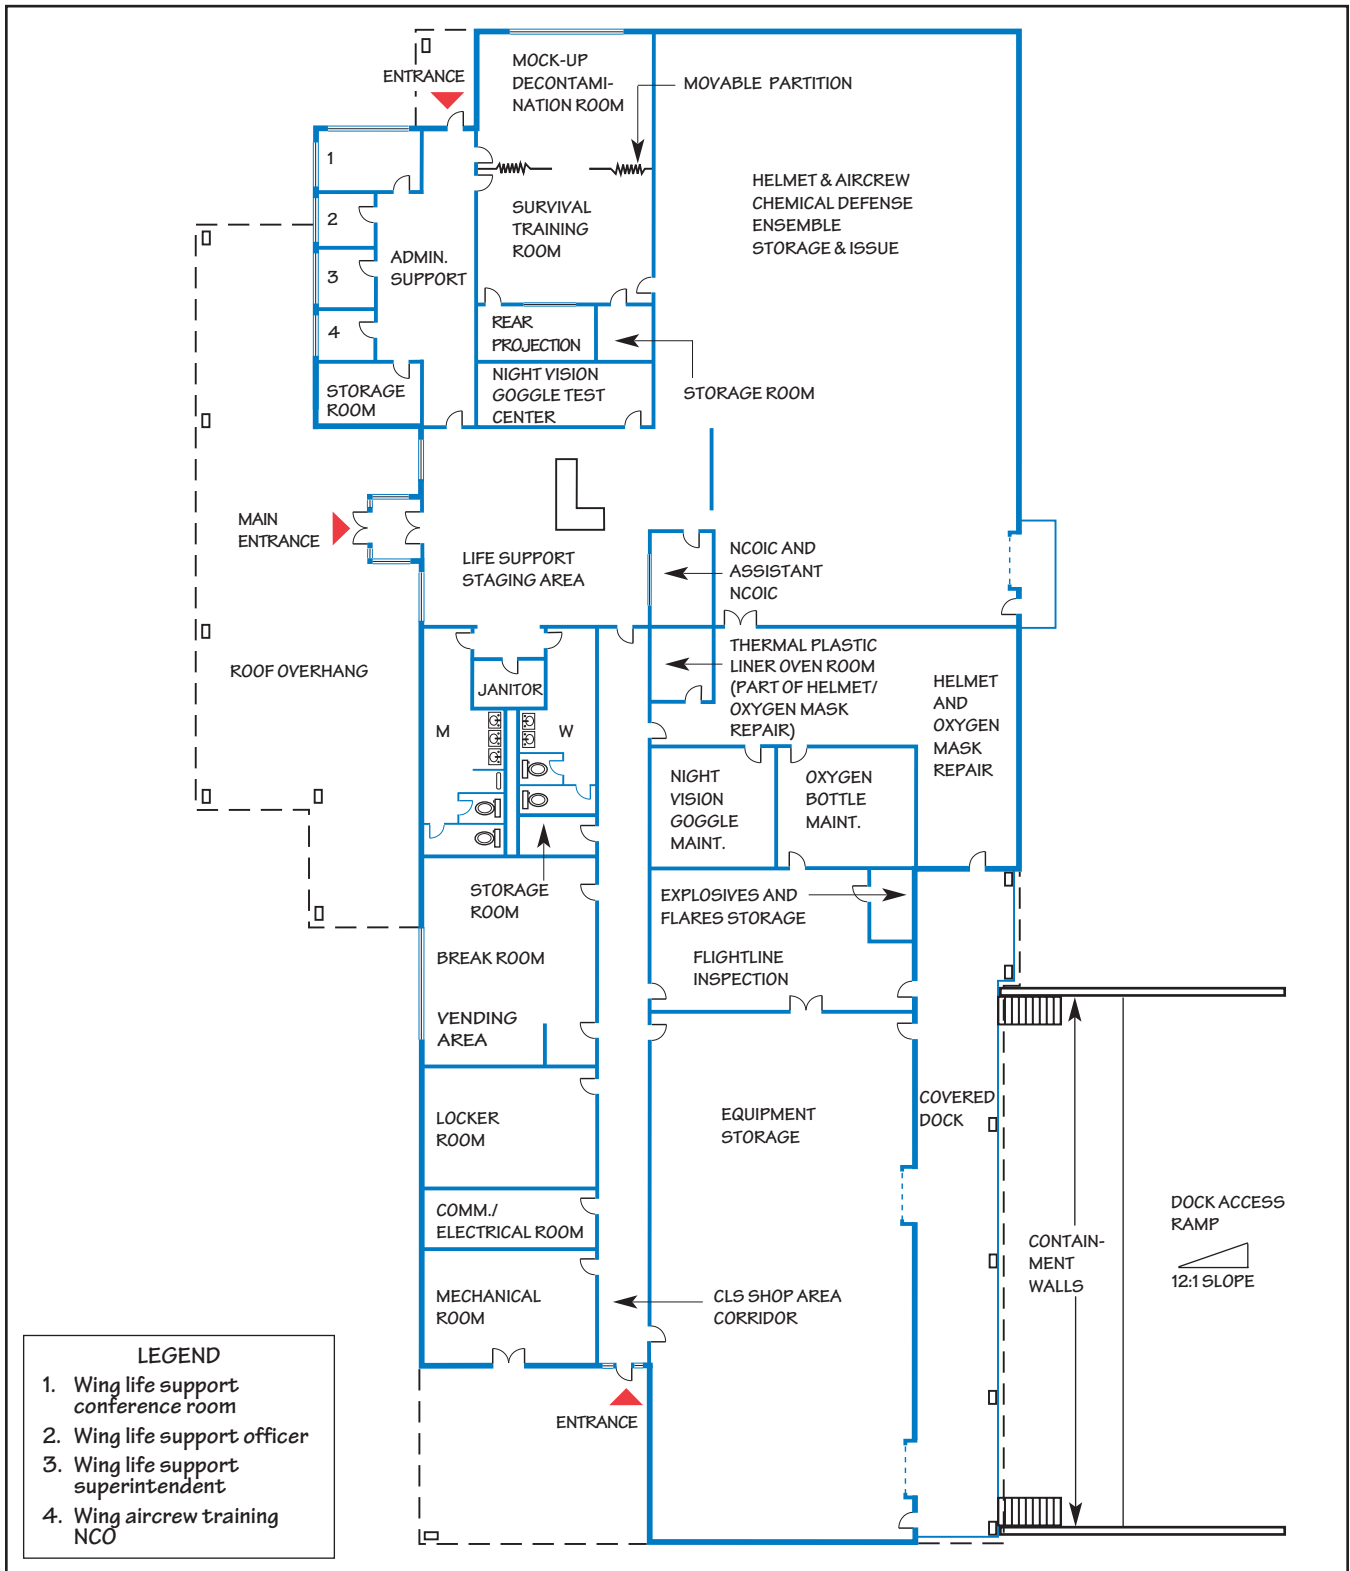 MOCK-UP
DECONTAMI-
NATION ROOM
ENTRANCE
MOVABLE PARTITION
1
2
3
4
HELMET & AIRCREW
CHEMICAL DEFENSE
ENSEMBLE
STORAGE & ISSUE
SURVIVAL
TRAINING
ROOM
ADMIN.
SUPPORT
REAR
PROJECTION
STORAGE
ROOM
NIGHT VISION
GOGGLE TEST
CENTER
STORAGE ROOM
MAIN
ENTRANCE
LIFE SUPPORT
STAGING AREA
NCOIC AND
ASSISTANT
NCOIC
ROOF OVERHANG
JANITOR
M
W
THERMAL PLASTIC
LINER OVEN ROOM
(PART OF HELMET/
OXYGEN MASK
REPAIR)
HELMET
AND
OXYGEN
MASK
REPAIR
NIGHT
VISION
GOGGLE
MAINT.
OXYGEN
BOTTLE
MAINT.
STORAGE
ROOM
EXPLOSIVES AND
FLARES STORAGE
BREAK ROOM
FLIGHTLINE
INSPECTION
VENDING
AREA
LOCKER
ROOM
EQUIPMENT
STORAGE
COVERED
DOCK
COMM./
ELECTRICAL ROOM
CONTAIN-
MENT
WALLS
DOCK ACCESS
RAMP
12:1 SLOPE
MECHANICAL
ROOM
CLS SHOP AREA
CORRIDOR
ENTRANCE
LEGEND
1. Wing life support
conference room
2. Wing life support officer
3. Wing life support
superintendent
4. Wing aircrew training
NCO